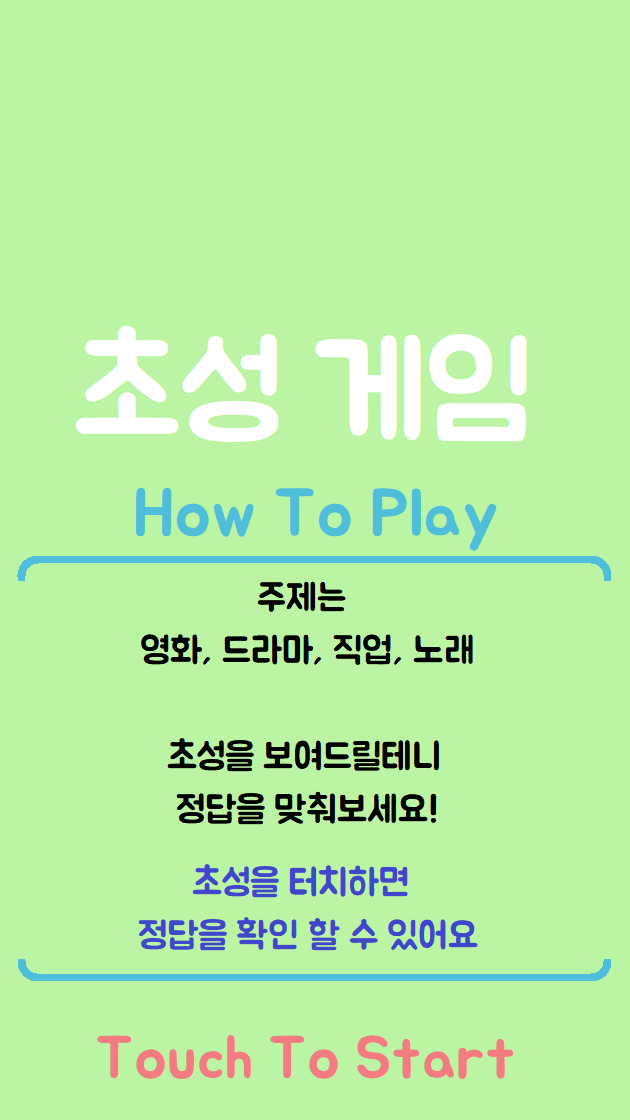 초성 게임
How To Play
주제는
영화, 드라마, 직업, 노래
초성을 보여드릴테니
정답을 맞춰보세요!
초성을 터치하면
정답을 확인 할 수 있어요
Touch To Start